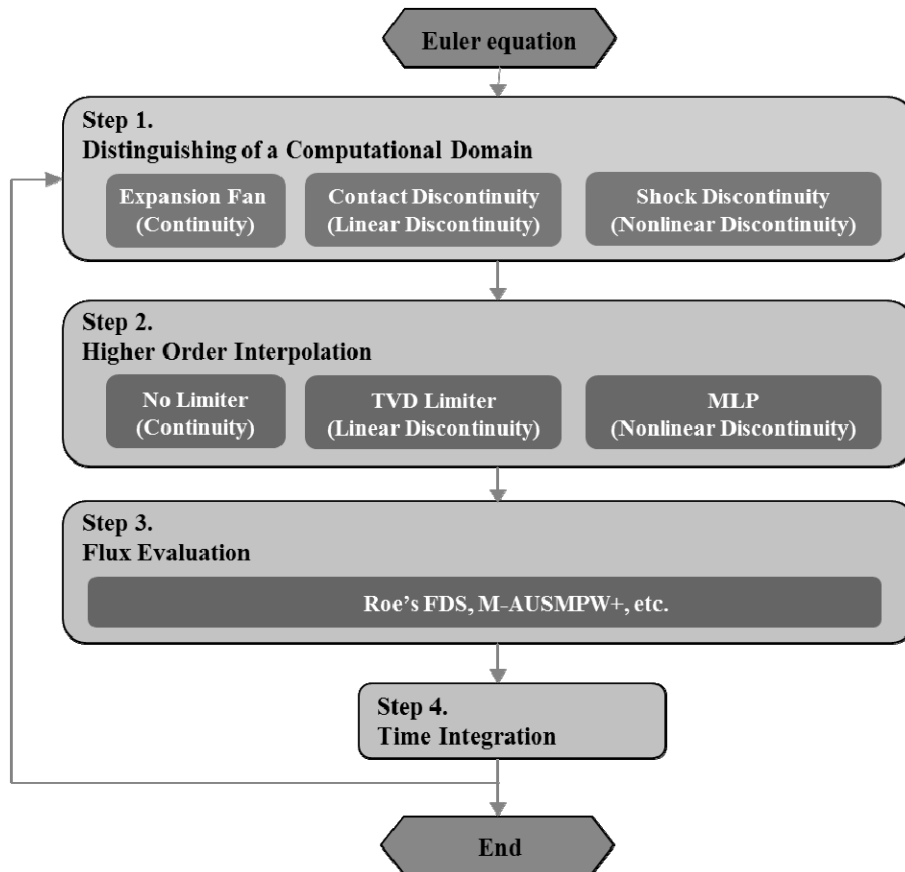 Euler equation
Step 1.
Distinguishing of a Computational Domain
Expansion Fan
(Continuity)
Contact Discontinuity
(Linear Discontinuity)
Shock Discontinuity
(Nonlinear Discontinuity)
Step 2.
Higher Order Interpolation
No Limiter
(Continuity)
TVD Limiter
(Linear Discontinuity)
MLP
(Nonlinear Discontinuity)
Step 3.
Flux Evaluation
Roe's FDS, M-AUSMPW+, etc.
Step 4.
Time Integration
End